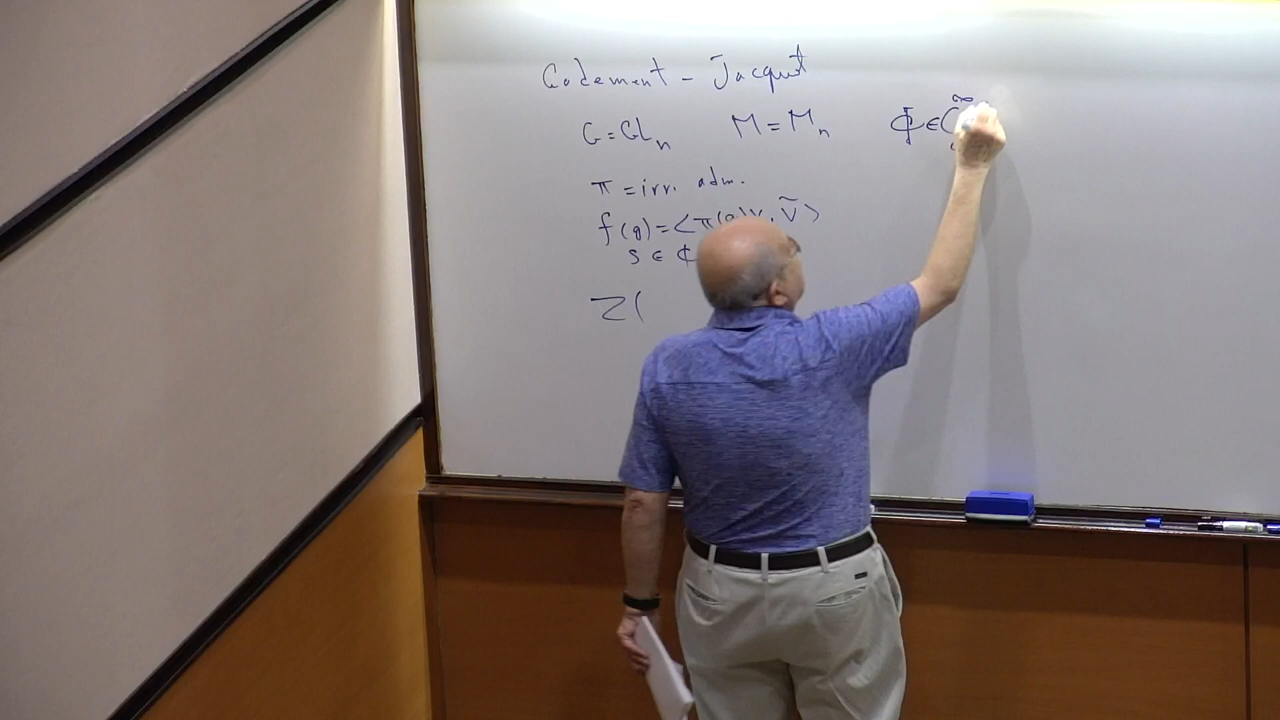 Godement - Jacquet
G = GL_n M = M_n Φ ∈ C^∞
π = irr. adm.
f(g) = <π(g)v, ṽ>
s ∈ ℂ
Z(